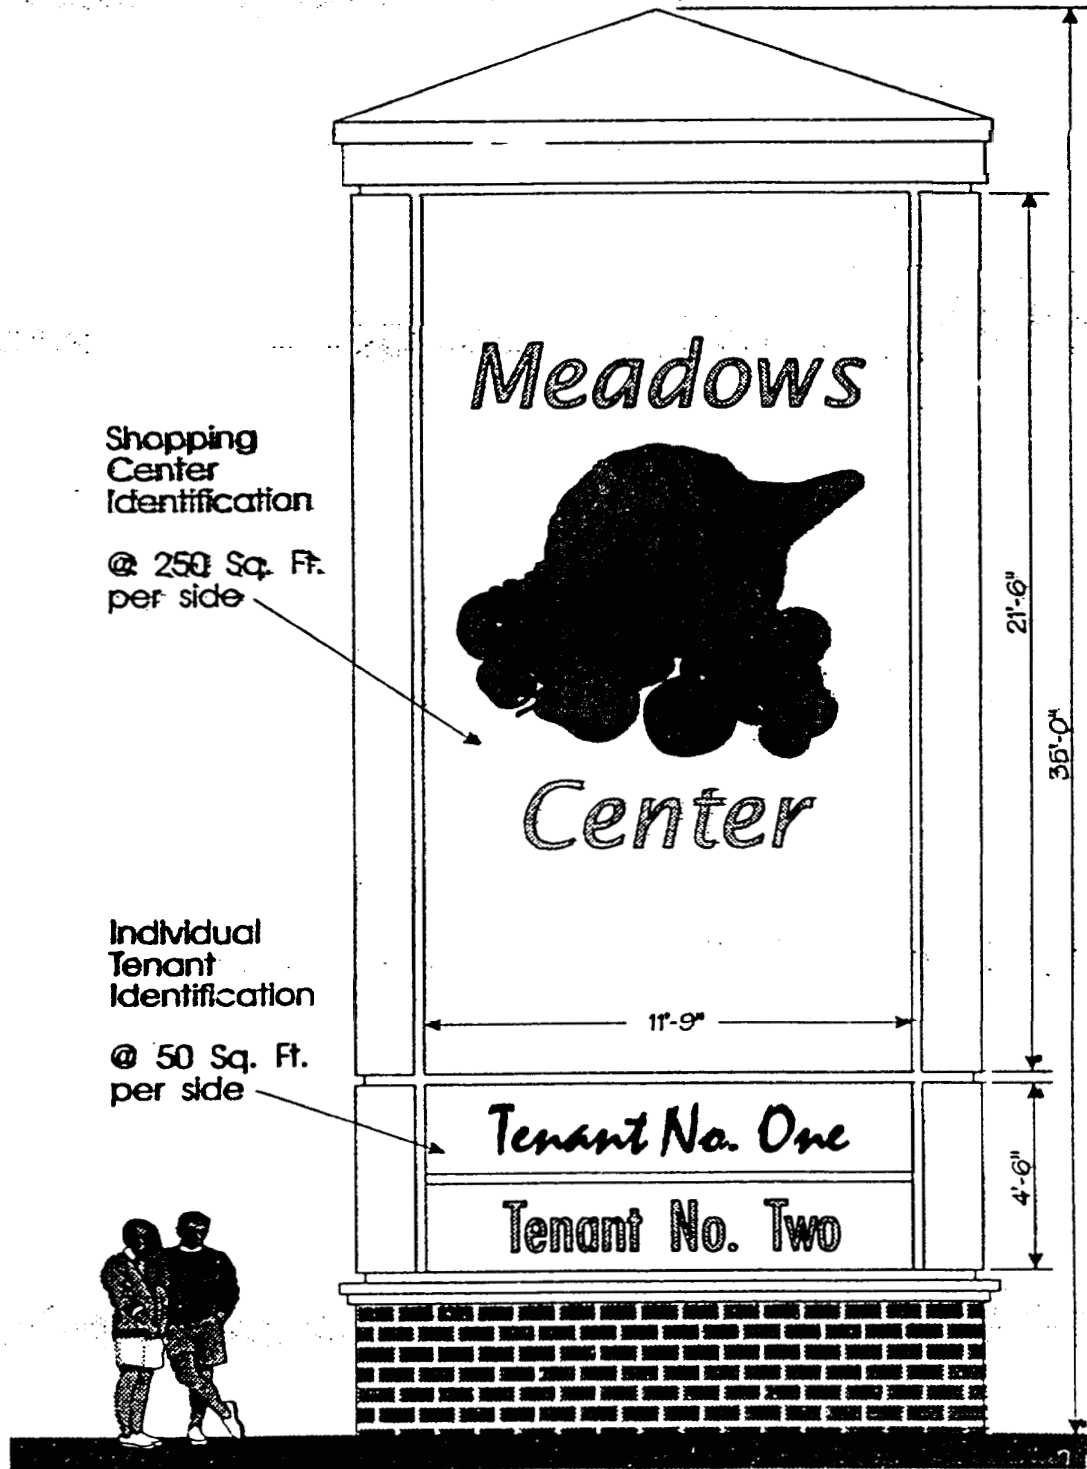 Meadows
Shopping
Center
Identification
@ 250 Sq. Ft.
per side
21'-6"
35'-0"
Center
Individual
Tenant
Identification
@ 50 Sq. Ft.
per side
11'-9"
Tenant No. One
4'-6"
Tenant No. Two